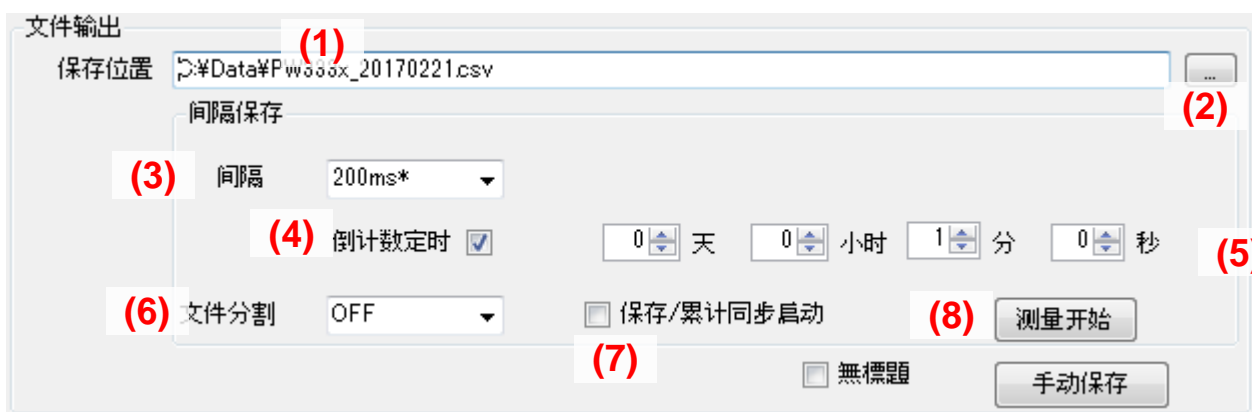 文件输出
(1)
保存位置 C:¥Data¥PW333x_20170221.csv ...
(2)
间隔保存
(3) 间隔 200ms*
(4) 倒计数定时 0 天 0 小时 1 分 0 秒 (5)
(6) 文件分割 OFF 保存/累计同步启动 (8) 测量开始
(7)
無標題 手动保存